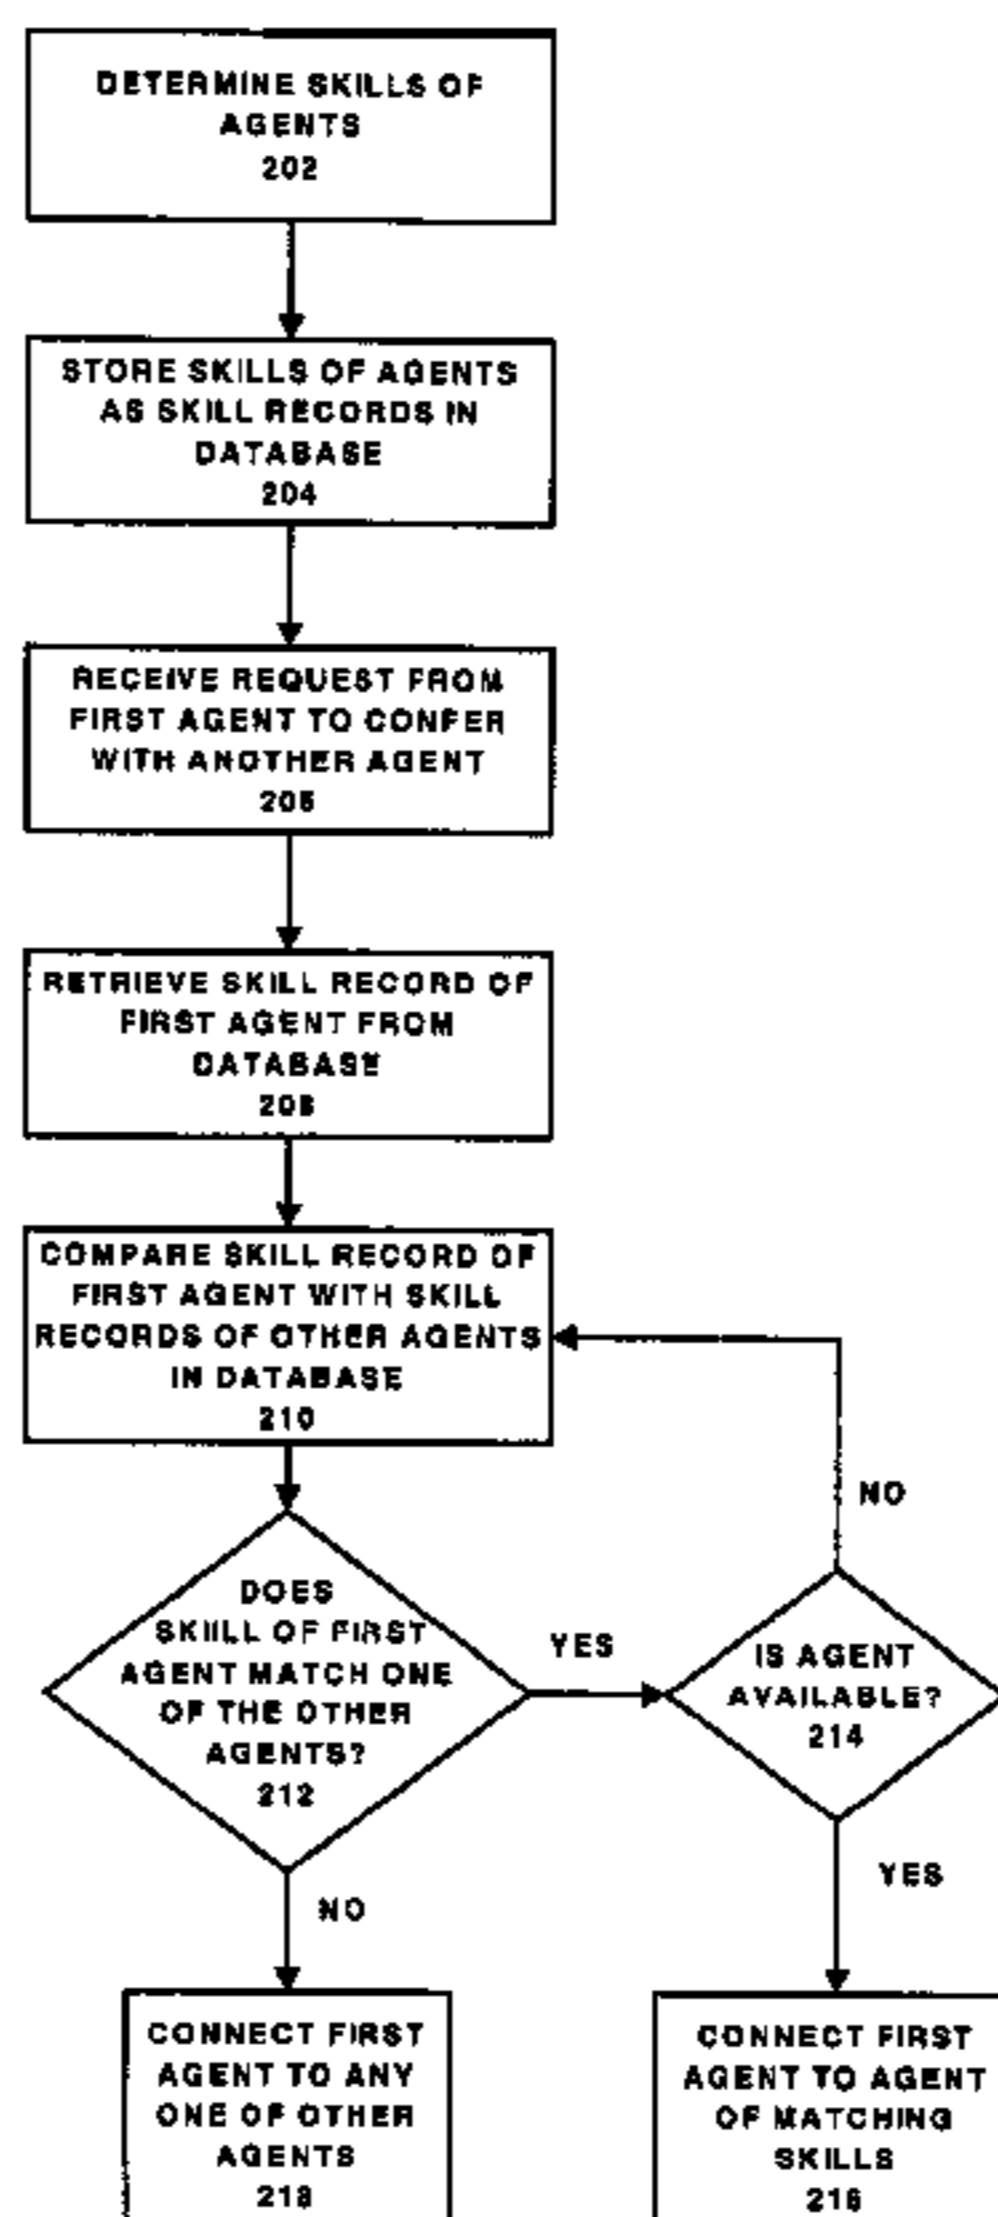 DETERMINE SKILLS OF
AGENTS
202
STORE SKILLS OF AGENTS
AS SKILL RECORDS IN
DATABASE
204
RECEIVE REQUEST FROM
FIRST AGENT TO CONFER
WITH ANOTHER AGENT
206
RETRIEVE SKILL RECORD OF
FIRST AGENT FROM
DATABASE
208
COMPARE SKILL RECORD OF
FIRST AGENT WITH SKILL
RECORDS OF OTHER AGENTS
IN DATABASE
210
NO
DOES
SKIILL OF FIRST
AGENT MATCH ONE
OF THE OTHER
AGENTS?
212
YES
IS AGENT
AVAILABLE?
214
NO
YES
CONNECT FIRST
AGENT TO ANY
ONE OF OTHER
AGENTS
218
CONNECT FIRST
AGENT TO AGENT
OF MATCHING
SKILLS
216